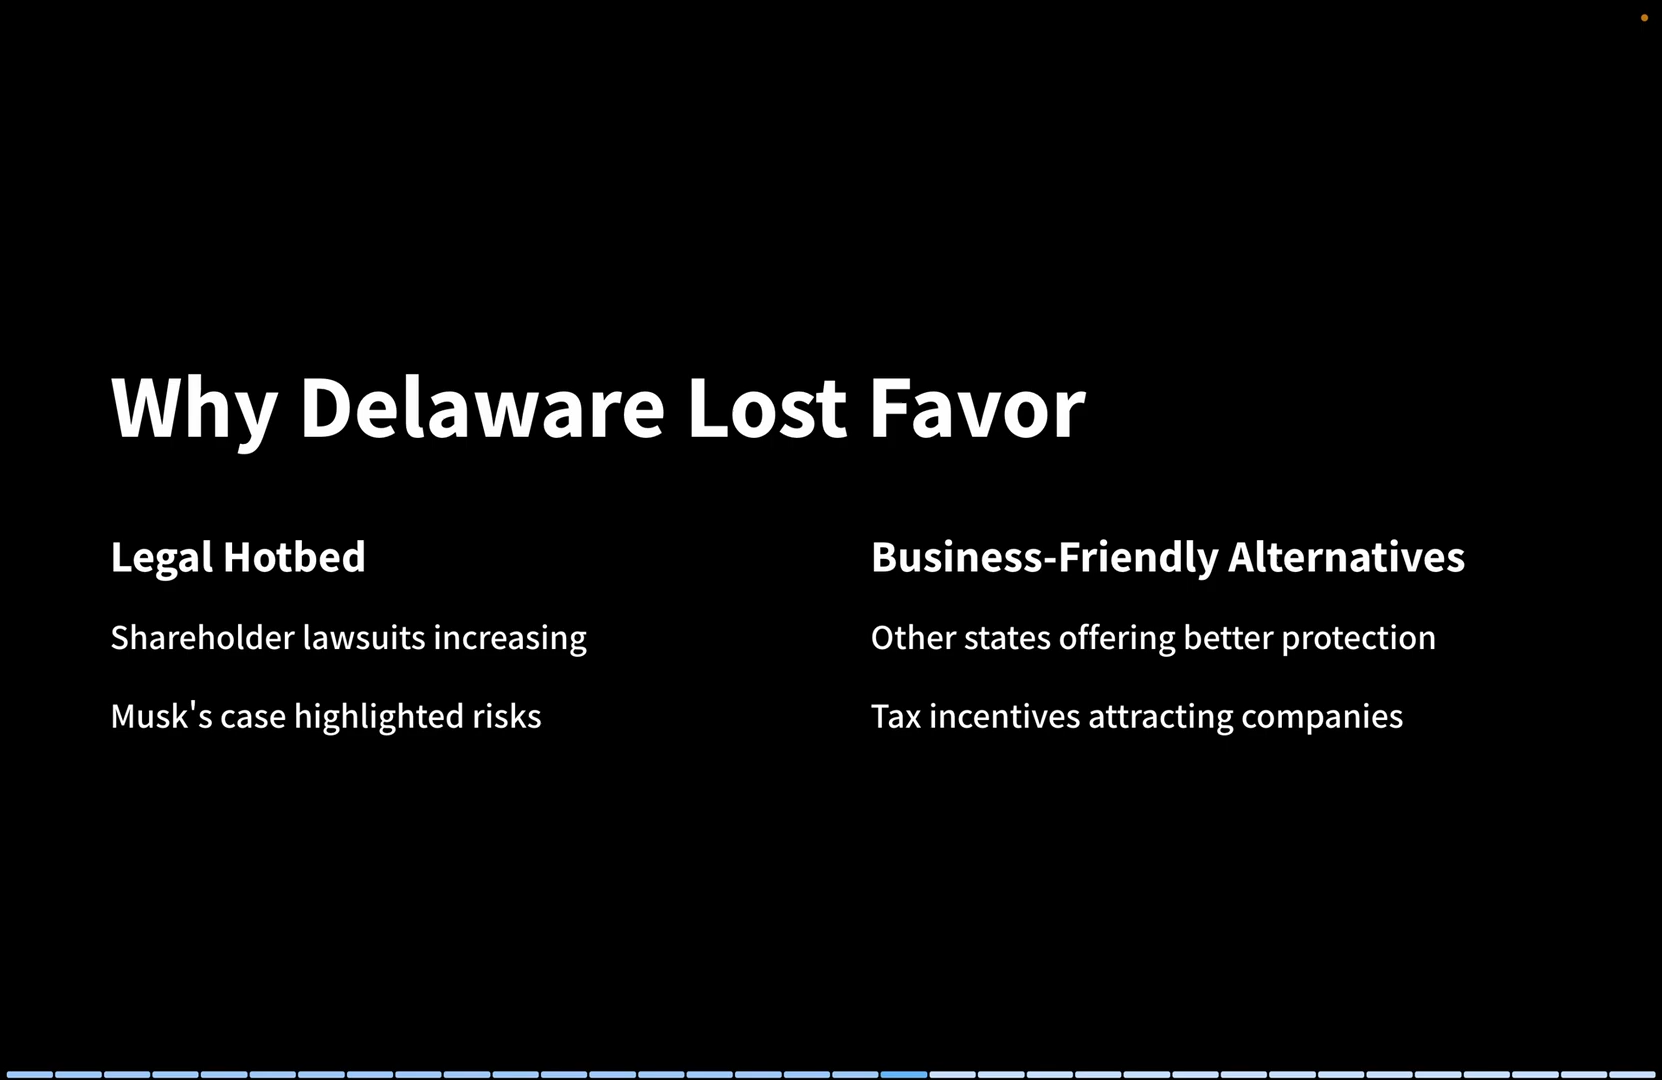 Why Delaware Lost Favor
Legal Hotbed
Shareholder lawsuits increasing
Musk's case highlighted risks
Business-Friendly Alternatives
Other states offering better protection
Tax incentives attracting companies